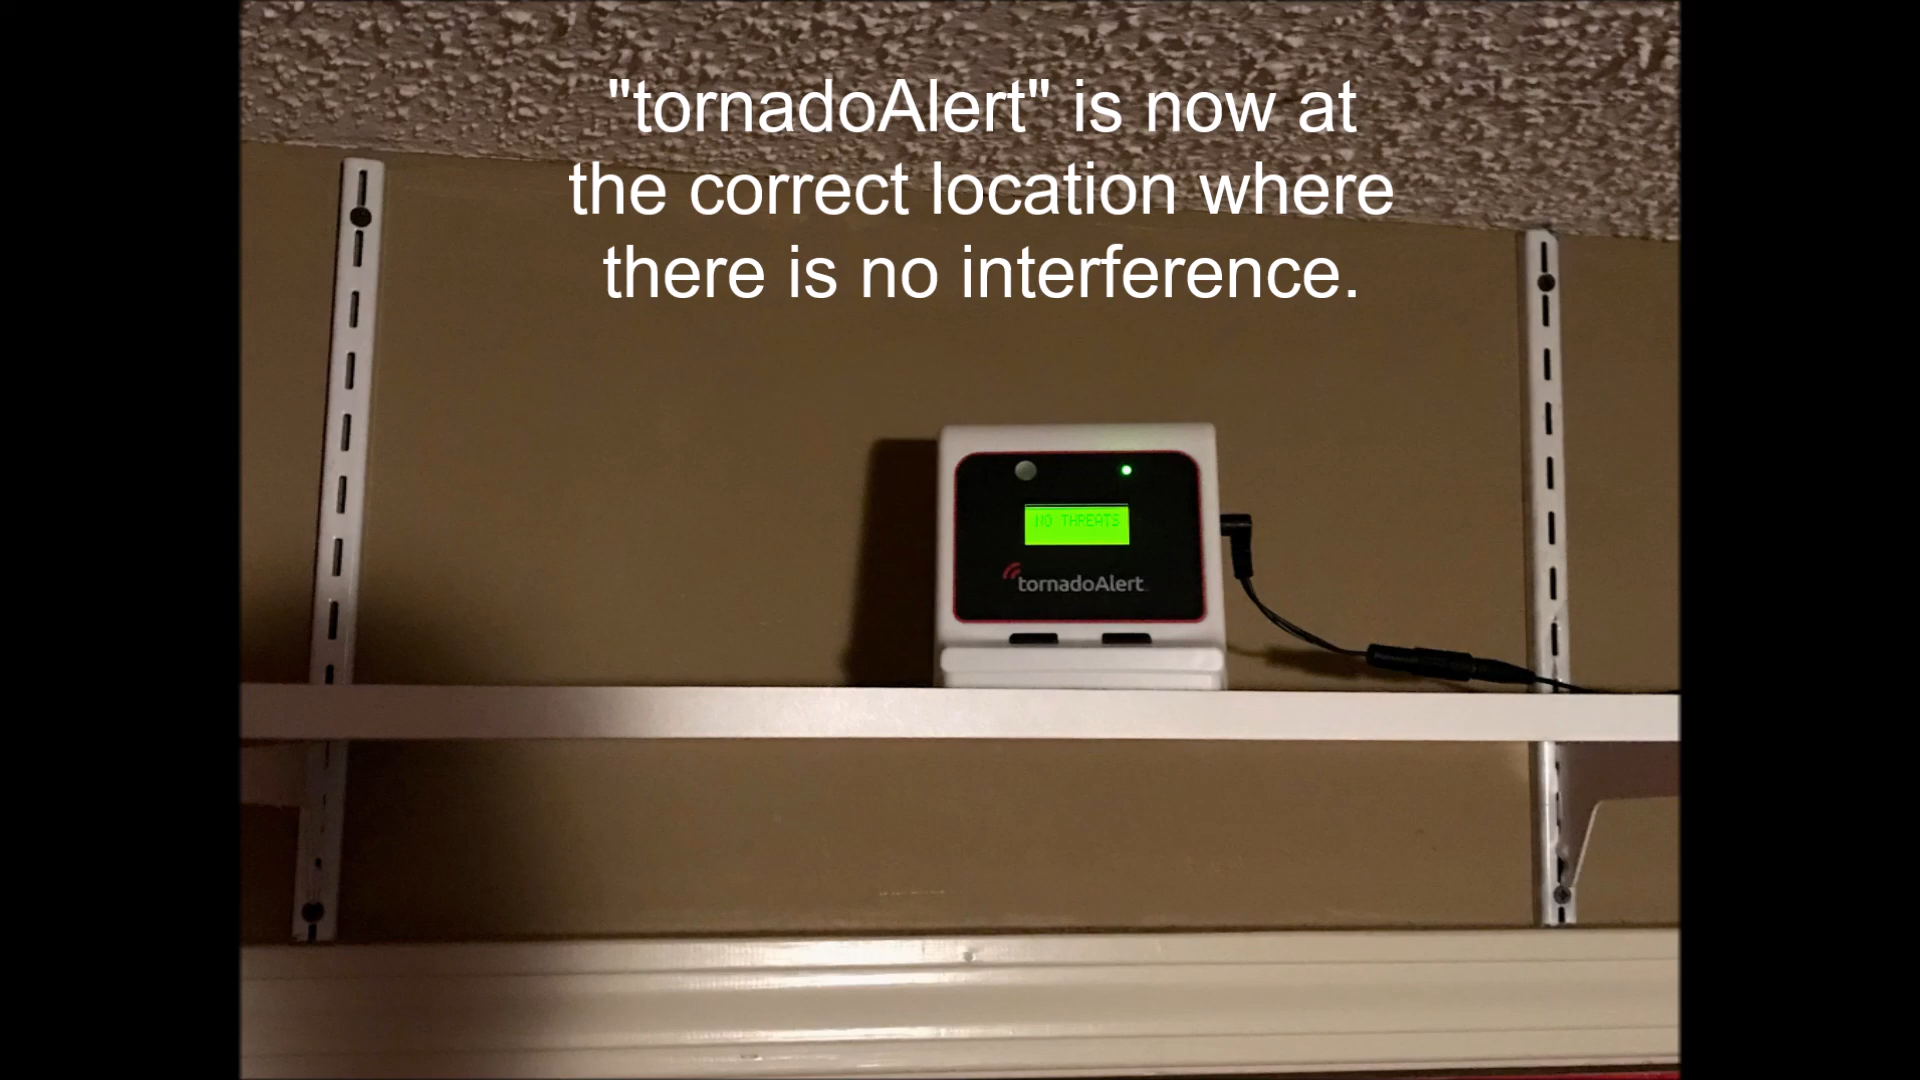 "tornadoAlert" is now at
the correct location where
there is no interference.
NO THREATS
tornadoAlert